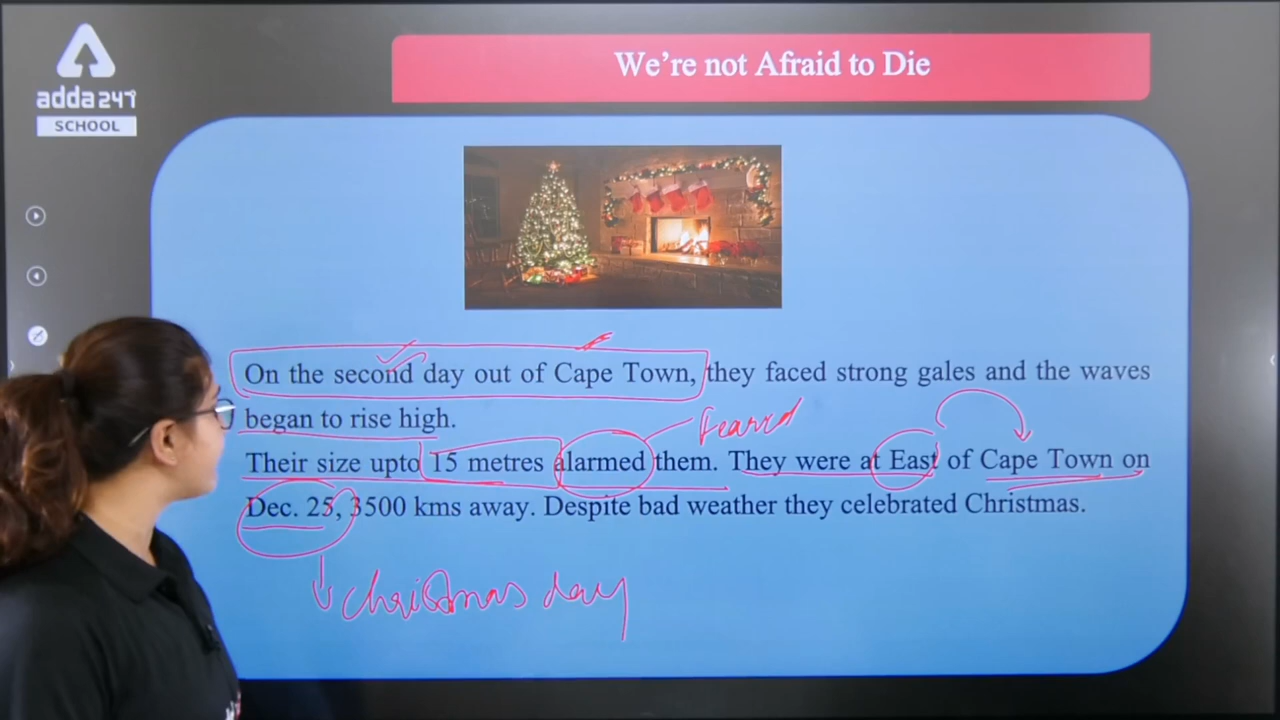 We're not Afraid to Die
adda247
SCHOOL
On the second day out of Cape Town, they faced strong gales and the waves
began to rise high.
feared
Their size upto 15 metres alarmed them. They were at East of Cape Town on
Dec. 25, 3500 kms away. Despite bad weather they celebrated Christmas.
christmas day